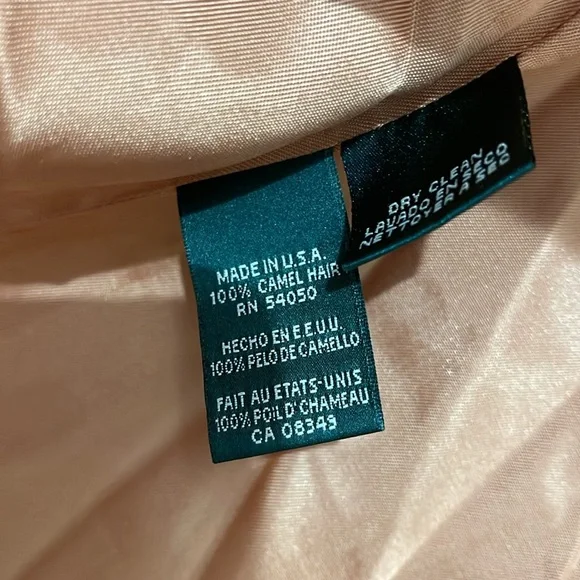 MADE IN U.S.A.
100% CAMEL HAIR
RN 54050
HECHO EN E.E.U.U.
100% PELO DE CAMELLO
FAIT AU ETATS-UNIS
100% POIL D'CHAMEAU
CA 08349
DRY CLEAN
LAVADO EN SECO
NETTOYER A SEC